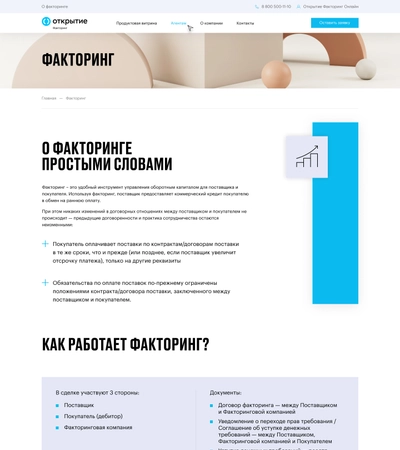 О факторинге
8 800 500-11-10
Открытие Факторинг Онлайн
открытие
Факторинг
Продуктовая витрина
Клиентам
О компании
Контакты
Оставить заявку
ФАКТОРИНГ
Главная — Факторинг
О ФАКТОРИНГЕ
ПРОСТЫМИ СЛОВАМИ
Факторинг – это удобный инструмент управления оборотным капиталом для поставщика и
покупателя. Используя факторинг, поставщик предоставляет коммерческий кредит покупателю
в обмен на раннюю оплату.
При этом никаких изменений в договорных отношениях между поставщиком и покупателем не
происходит — предыдущие договоренности и практика сотрудничества остаются
неизменными:
Покупатель оплачивает поставки по контрактам/договорам поставки
в те же сроки, что и прежде (или позднее, если поставщик увеличит
отсрочку платежа), только на другие реквизиты
Обязательства по оплате поставок по-прежнему ограничены
положениями контракта/договора поставки, заключенного между
поставщиком и покупателем.
КАК РАБОТАЕТ ФАКТОРИНГ?
В сделке участвуют 3 стороны:
Поставщик
Покупатель (дебитор)
Факторинговая компания
Документы:
Договор факторинга — между Поставщиком
и Факторинговой компанией
Уведомление о переходе прав требования /
Соглашение об уступке денежных
требований — между Поставщиком,
Факторинговой компанией и Покупателем